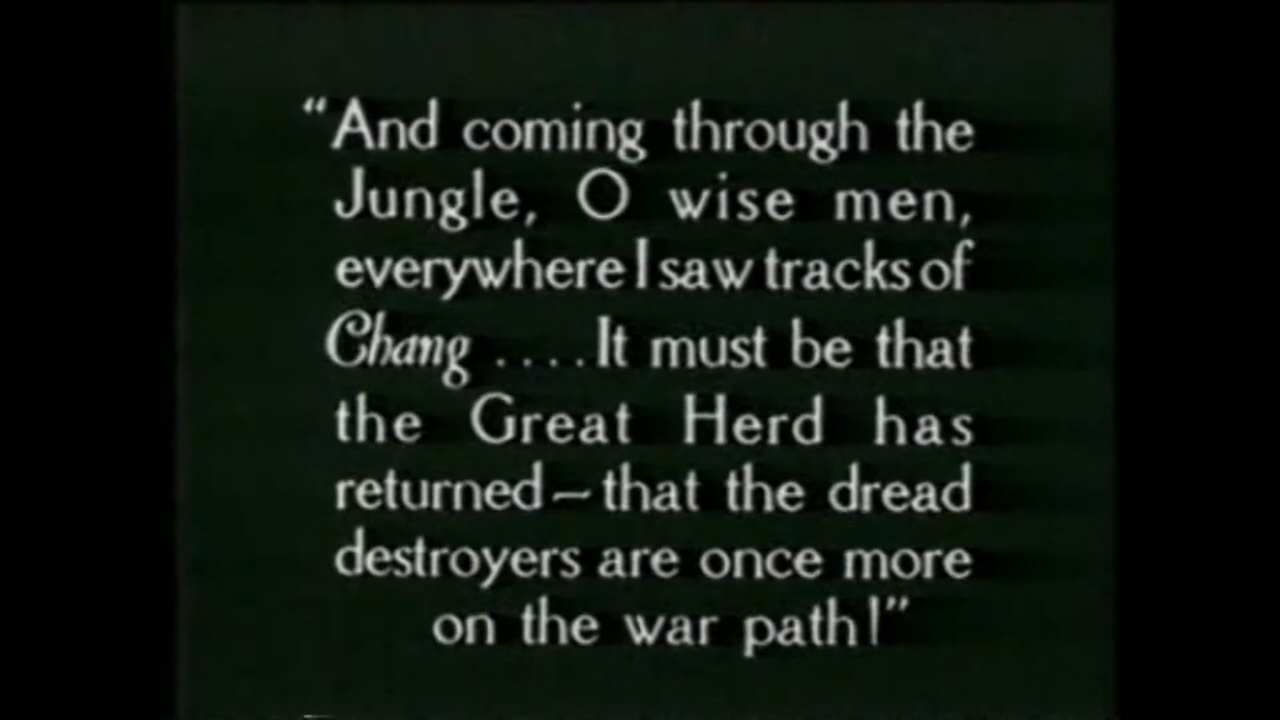 “And coming through the
Jungle, O wise men,
everywhere I saw tracks of
Chang ....It must be that
the Great Herd has
returned—that the dread
destroyers are once more
on the war path!”